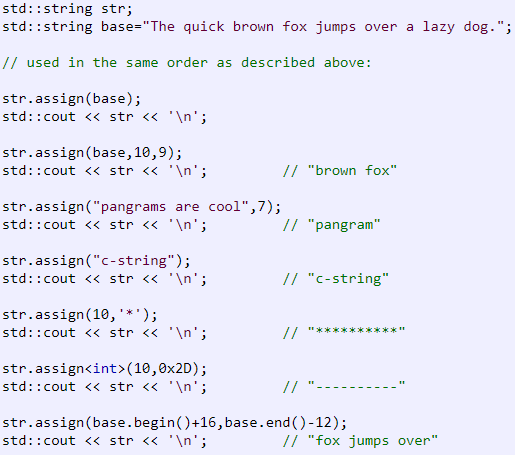 std::string str;
std::string base="The quick brown fox jumps over a lazy dog.";
// used in the same order as described above:
str.assign(base);
std::cout << str << '\n';
str.assign(base,10,9);
std::cout << str << '\n';         // "brown fox"
str.assign("pangrams are cool",7);
std::cout << str << '\n';         // "pangram"
str.assign("c-string");
std::cout << str << '\n';         // "c-string"
str.assign(10,'*');
std::cout << str << '\n';         // "**********"
str.assign<int>(10,0x2D);
std::cout << str << '\n';         // "----------"
str.assign(base.begin()+16,base.end()-12);
std::cout << str << '\n';         // "fox jumps over"